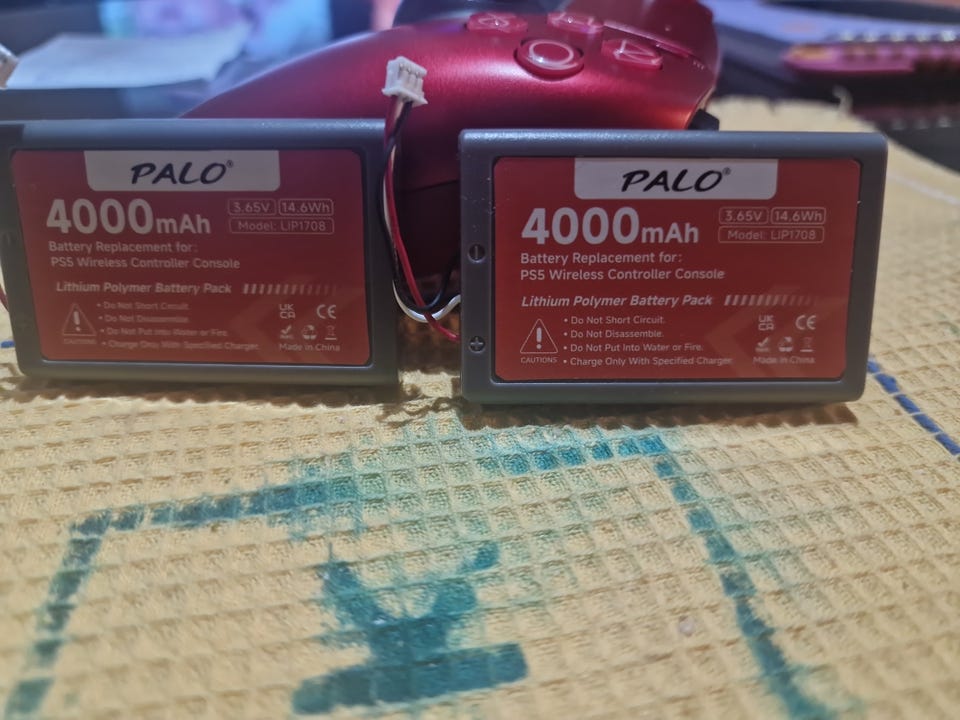 PALO®
4000mAh
3.65V 14.6Wh
Model: LIP1708
Battery Replacement for:
PS5 Wireless Controller Console
Lithium Polymer Battery Pack
• Do Not Short Circuit.
• Do Not Disassemble.
• Do Not Put Into Water or Fire.
• Charge Only With Specified Charger.
CAUTIONS
UK
CA
CE
Made in China
PALO®
4000mAh
3.65V 14.6Wh
Model: LIP1708
Battery Replacement for:
PS5 Wireless Controller Console
Lithium Polymer Battery Pack
• Do Not Short Circuit.
• Do Not Disassemble.
• Do Not Put Into Water or Fire.
• Charge Only With Specified Charger.
CAUTIONS
UK
CA
CE
Made in China